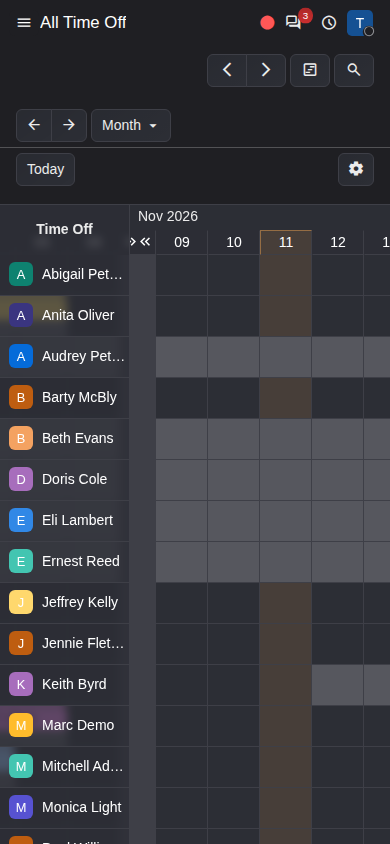 All Time Off
3
T
Month
Today
Nov 2026
Time Off
09 10 11 12 1
A Abigail Pet...
A Anita Oliver
A Audrey Pet...
B Barty McBly
B Beth Evans
D Doris Cole
E Eli Lambert
E Ernest Reed
J Jeffrey Kelly
J Jennie Flet...
K Keith Byrd
M Marc Demo
M Mitchell Ad...
M Monica Light